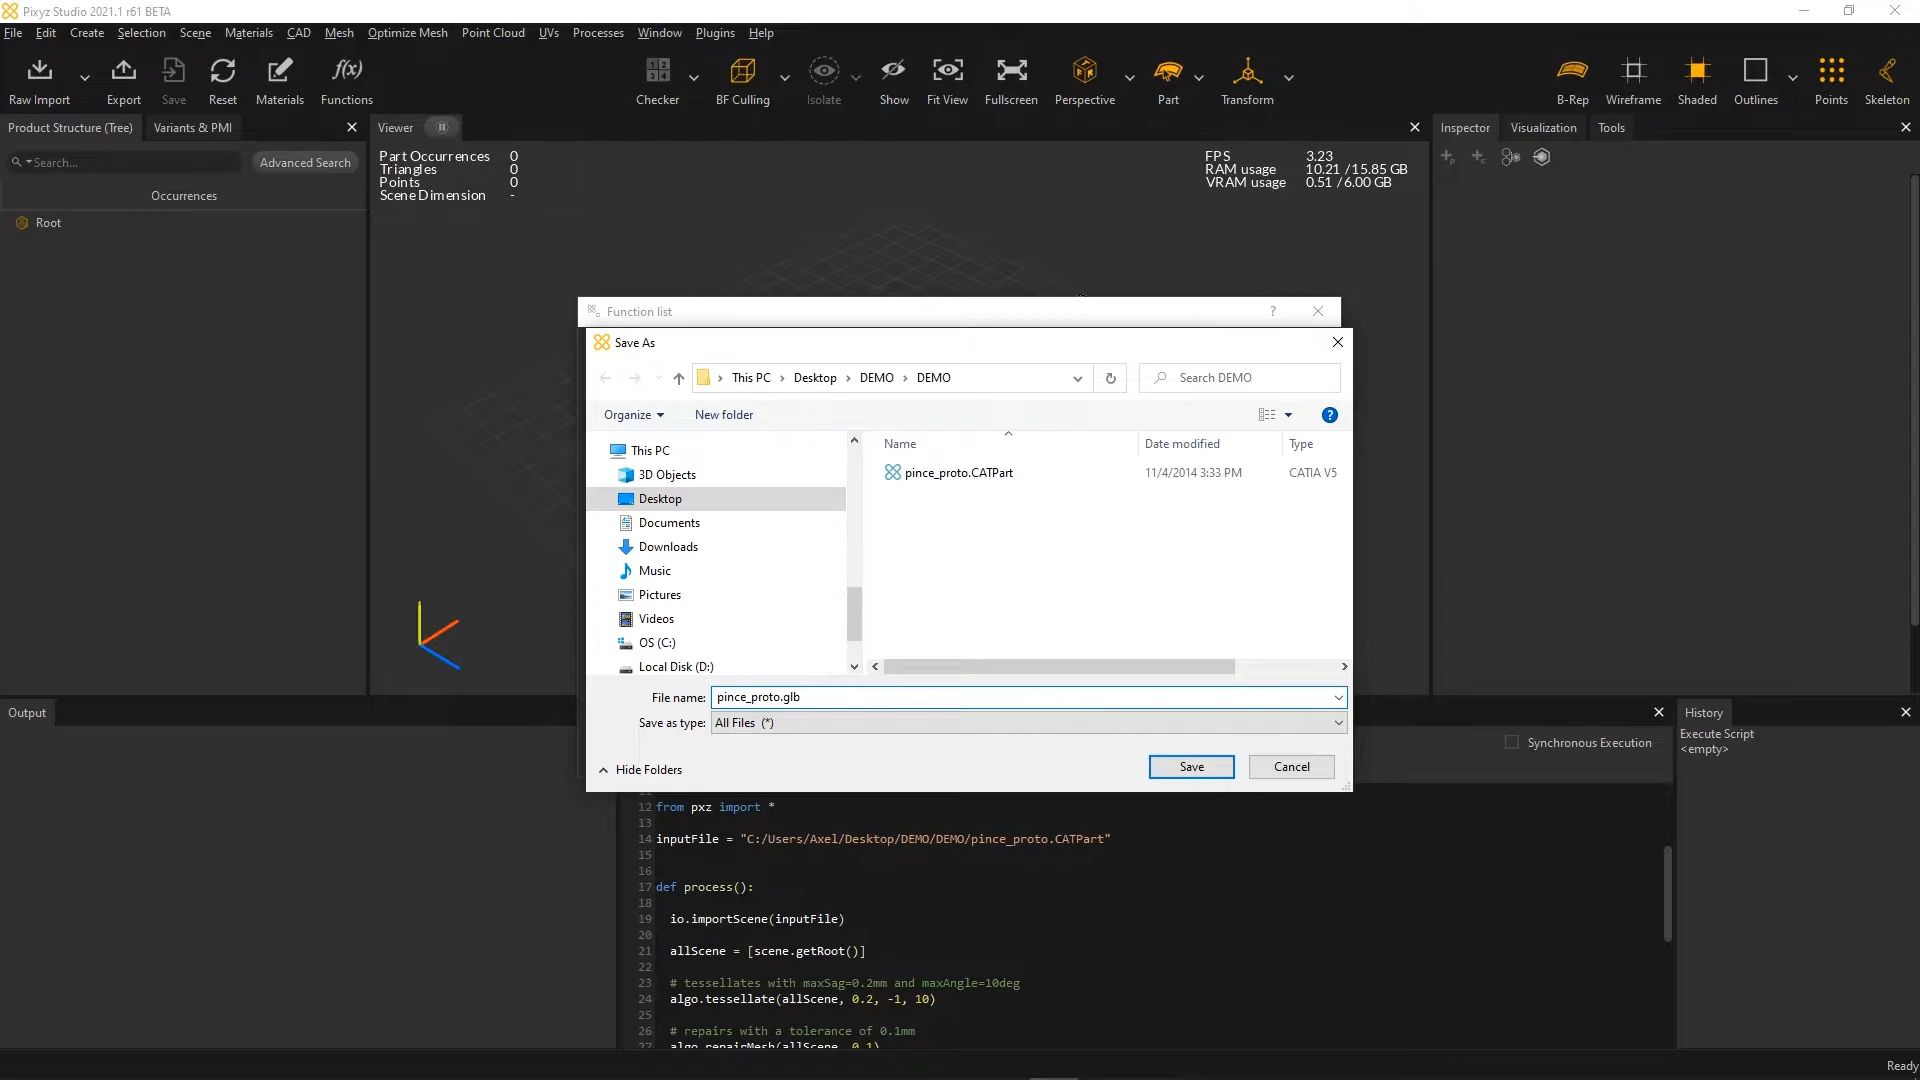 Pixyz Studio 2021.1 r61 BETA
File Edit Create Selection Scene Materials CAD Mesh Optimize Mesh Point Cloud UVs Processes Window Plugins Help
Raw Import Export Save Reset Materials Functions Checker BF Culling Isolate Show Fit View Fullscreen Perspective Part Transform B-Rep Wireframe Shaded Outlines Points Skeleton
f(x)
Product Structure (Tree) Variants & PMI
Search... Advanced Search
Occurrences
Root
Viewer
Part Occurrences 0
Triangles 0
Points 0
Scene Dimension -
FPS 3.23
RAM usage 10.21 / 15.85 GB
VRAM usage 0.51 / 6.00 GB
Inspector Visualization Tools
Function list
Save As
This PC › Desktop › DEMO › DEMO
Search DEMO
Organize New folder
This PC
3D Objects
Desktop
Documents
Downloads
Music
Pictures
Videos
OS (C:)
Local Disk (D:)
Name Date modified Type
pince_proto.CATPart 11/4/2014 3:33 PM CATIA V5
File name: pince_proto.glb
Save as type: All Files (*)
Hide Folders
Save Cancel
Output
Synchronous Execution
12 from pxz import *
13
14 inputFile = "C:/Users/Axel/Desktop/DEMO/DEMO/pince_proto.CATPart"
15
16
17 def process():
18
19 io.importScene(inputFile)
20
21 allScene = [scene.getRoot()]
22
23 # tessellates with maxSag=0.2mm and maxAngle=10deg
24 algo.tessellate(allScene, 0.2, -1, 10)
25
26 # repairs with a tolerance of 0.1mm
27 algo.repairMesh(allScene, 0.1)
History
Execute Script
<empty>
Ready